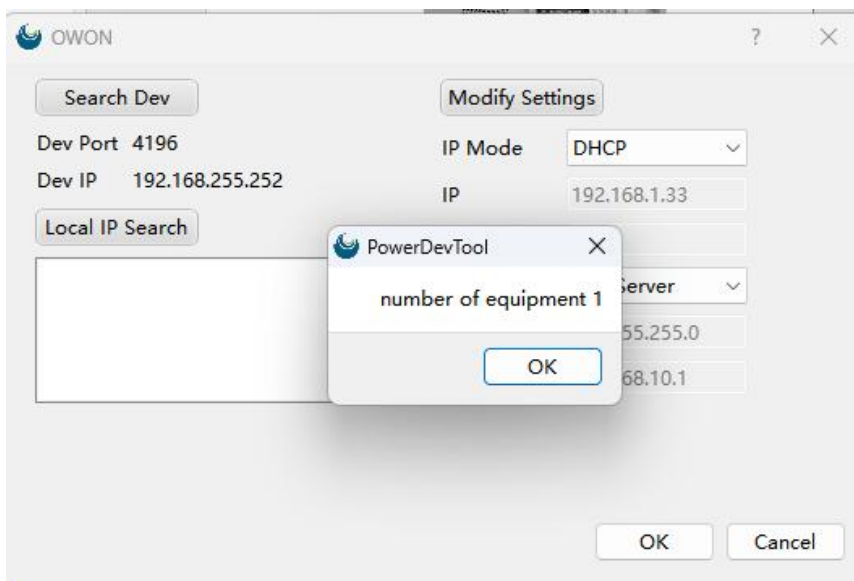 OWON
?
Search Dev
Modify Settings
Dev Port 4196
IP Mode DHCP
Dev IP 192.168.255.252
IP 192.168.1.33
Local IP Search
PowerDevTool
number of equipment 1
Server
55.255.0
OK
68.10.1
OK Cancel